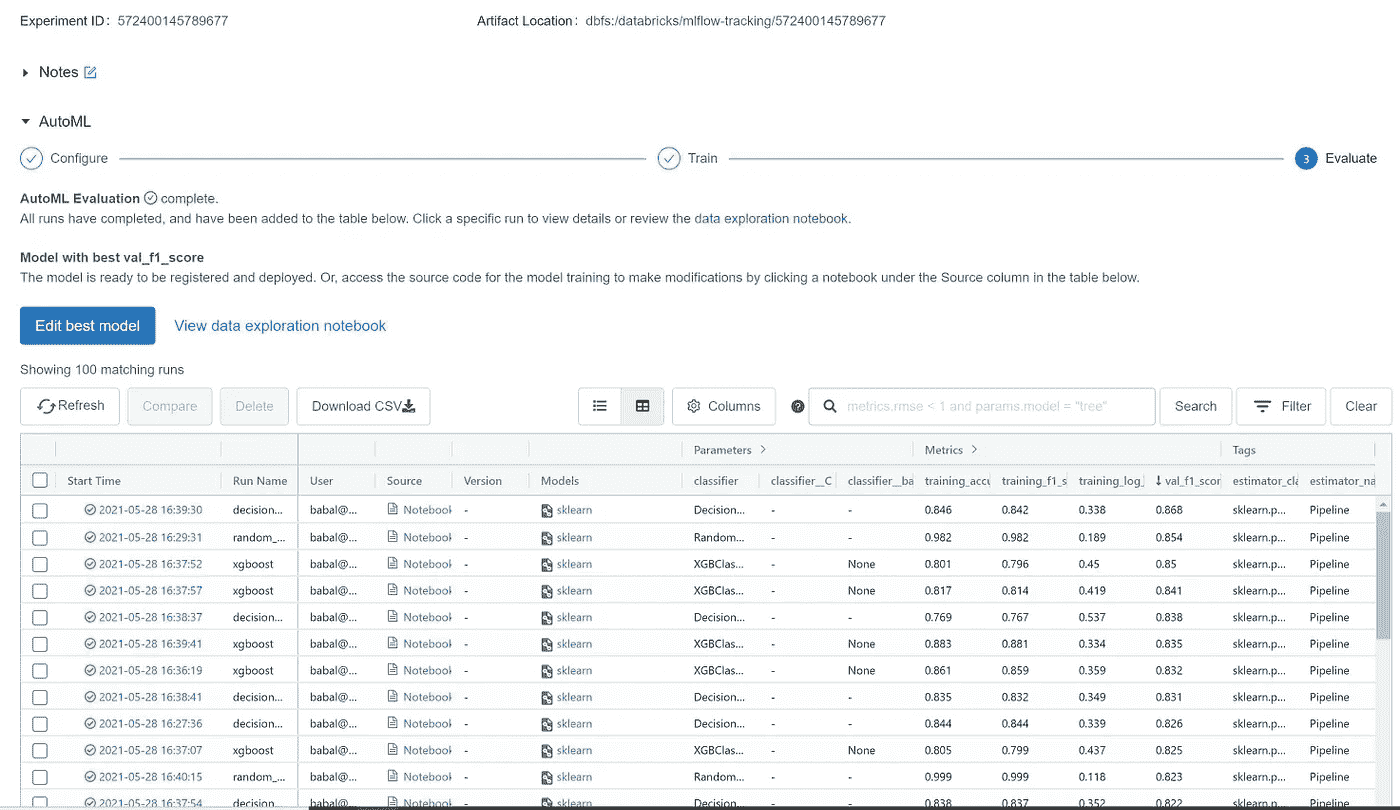 Experiment ID: 572400145789677 Artifact Location: dbfs:/databricks/mlflow-tracking/572400145789677
Notes
AutoML
Configure Train 3 Evaluate
AutoML Evaluation complete.
All runs have completed, and have been added to the table below. Click a specific run to view details or review the data exploration notebook.
Model with best val_f1_score
The model is ready to be registered and deployed. Or, access the source code for the model training to make modifications by clicking a notebook under the Source column in the table below.
Edit best model View data exploration notebook
Showing 100 matching runs
Refresh Compare Delete Download CSV Columns ? metrics.rmse < 1 and params.model = "tree" Search Filter Clear
Parameters > Metrics > Tags
Start Time Run Name User Source Version Models classifier classifier__C classifier__ba training_accu training_f1_s training_log_ ↓ val_f1_scor estimator_cla estimator_na
2021-05-28 16:39:30 decision... babal@... Notebook - sklearn Decision... - - 0.846 0.842 0.338 0.868 sklearn.p... Pipeline
2021-05-28 16:29:31 random_... babal@... Notebook - sklearn Random... - - 0.982 0.982 0.189 0.854 sklearn.p... Pipeline
2021-05-28 16:37:52 xgboost babal@... Notebook - sklearn XGBClas... - None 0.801 0.796 0.45 0.85 sklearn.p... Pipeline
2021-05-28 16:37:57 xgboost babal@... Notebook - sklearn XGBClas... - None 0.817 0.814 0.419 0.841 sklearn.p... Pipeline
2021-05-28 16:38:37 decision... babal@... Notebook - sklearn Decision... - - 0.769 0.767 0.537 0.838 sklearn.p... Pipeline
2021-05-28 16:39:41 xgboost babal@... Notebook - sklearn XGBClas... - None 0.883 0.881 0.334 0.835 sklearn.p... Pipeline
2021-05-28 16:36:19 xgboost babal@... Notebook - sklearn XGBClas... - None 0.861 0.859 0.359 0.832 sklearn.p... Pipeline
2021-05-28 16:38:41 decision... babal@... Notebook - sklearn Decision... - - 0.835 0.832 0.349 0.831 sklearn.p... Pipeline
2021-05-28 16:27:36 decision... babal@... Notebook - sklearn Decision... - - 0.844 0.844 0.339 0.826 sklearn.p... Pipeline
2021-05-28 16:37:07 xgboost babal@... Notebook - sklearn XGBClas... - None 0.805 0.799 0.437 0.825 sklearn.p... Pipeline
2021-05-28 16:40:15 random_... babal@... Notebook - sklearn Random... - - 0.999 0.999 0.118 0.823 sklearn.p... Pipeline
2021-05-28 16:37:54 decision... babal@... Notebook - sklearn Decision... - - 0.838 0.837 0.352 0.822 sklearn.p... Pipeline